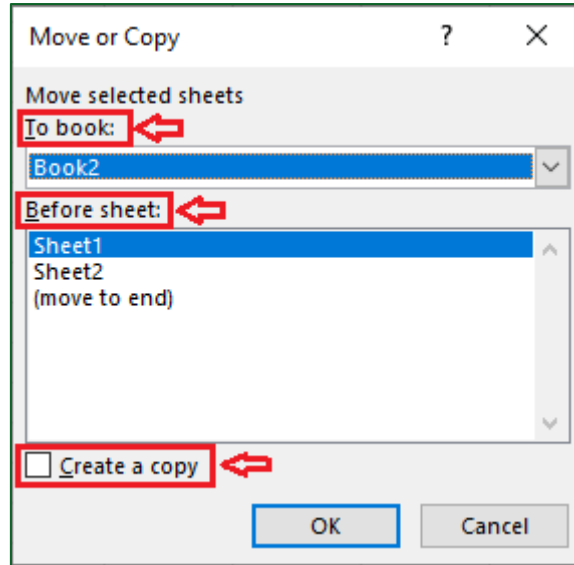 Move or Copy ? ×
Move selected sheets
To book:
Book2
Before sheet:
Sheet1
Sheet2
(move to end)
Create a copy
OK Cancel